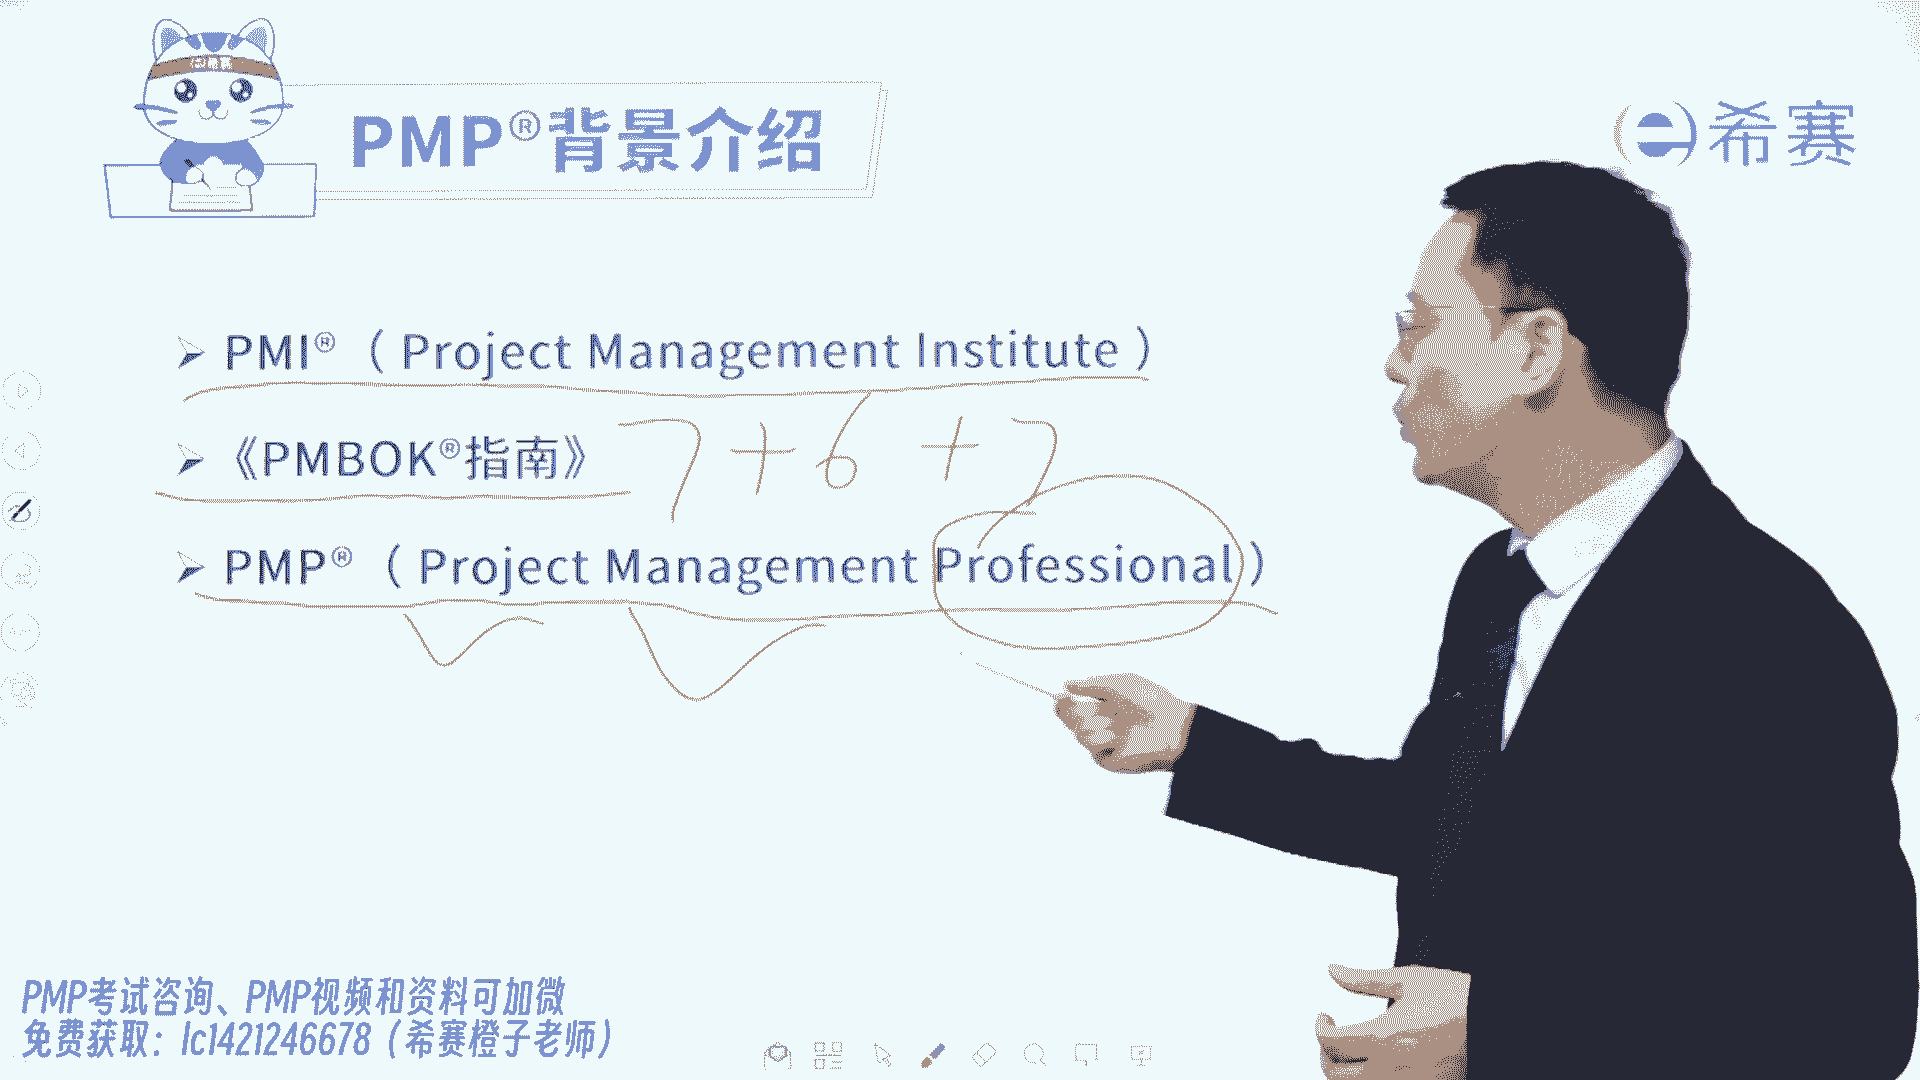 PMP®背景介绍
希赛
PMI®（Project Management Institute）
《PMBOK®指南》 7+6+7
PMP®（Project Management Professional）
PMP考试咨询、PMP视频和资料可加微
免费获取：lc1421246678（希赛橙子老师）